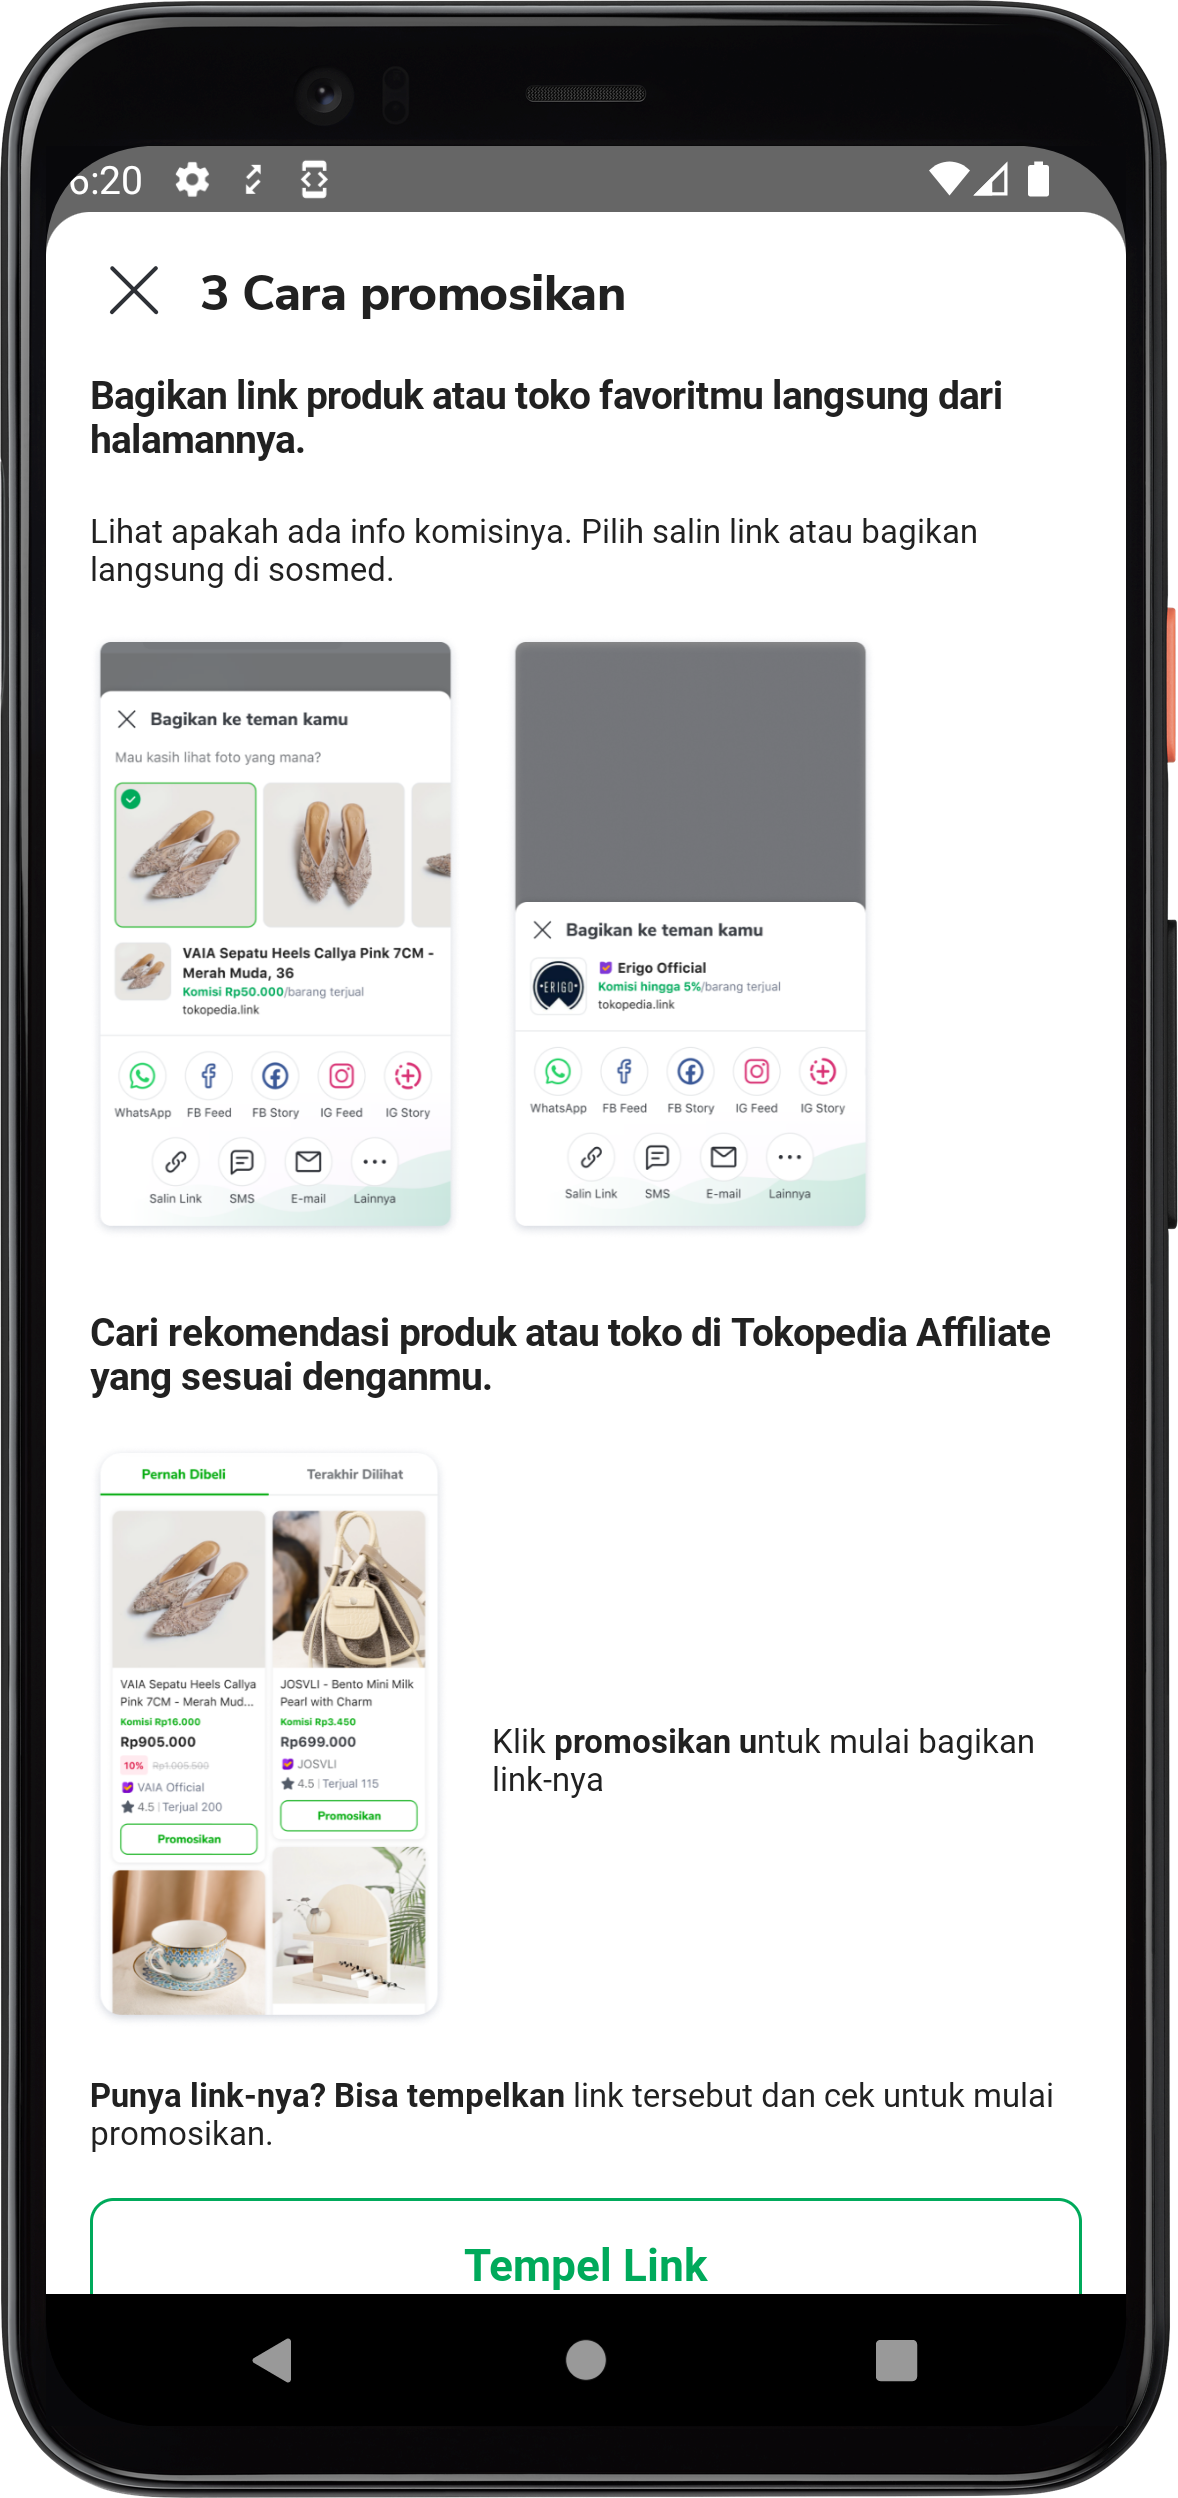 6:20
3 Cara promosikan
Bagikan link produk atau toko favoritmu langsung dari
halamannya.
Lihat apakah ada info komisinya. Pilih salin link atau bagikan
langsung di sosmed.
Bagikan ke teman kamu
Mau kasih lihat foto yang mana?
VAIA Sepatu Heels Callya Pink 7CM -
Merah Muda, 36
Komisi Rp50.000/barang terjual
tokopedia.link
WhatsApp FB Feed FB Story IG Feed IG Story
Salin Link SMS E-mail Lainnya
Bagikan ke teman kamu
ERIGO
Erigo Official
Komisi hingga 5%/barang terjual
tokopedia.link
WhatsApp FB Feed FB Story IG Feed IG Story
Salin Link SMS E-mail Lainnya
Cari rekomendasi produk atau toko di Tokopedia Affiliate
yang sesuai denganmu.
Pernah Dibeli Terakhir Dilihat
VAIA Sepatu Heels Callya
Pink 7CM - Merah Mud...
Komisi Rp16.000
Rp905.000
10% Rp1.005.500
VAIA Official
4.5 | Terjual 200
Promosikan
JOSVLI - Bento Mini Milk
Pearl with Charm
Komisi Rp3.450
Rp699.000
JOSVLI
4.5 | Terjual 115
Promosikan
Klik promosikan untuk mulai bagikan
link-nya
Punya link-nya? Bisa tempelkan link tersebut dan cek untuk mulai
promosikan.
Tempel Link